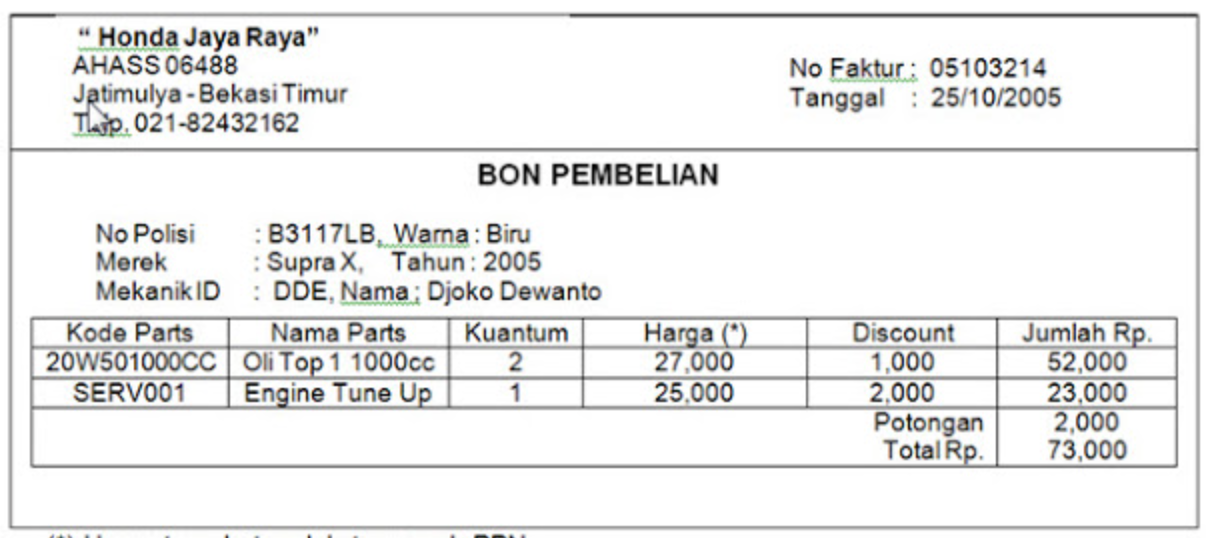 “ Honda Jaya Raya”
AHASS 06488
Jatimulya - Bekasi Timur
021-82432162
No Faktur : 05103214
Tanggal : 25/10/2005
BON PEMBELIAN
No Polisi : B3117LB, Warna : Biru
Merek : Supra X, Tahun : 2005
Mekanik ID : DDE, Nama ; Djoko Dewanto
Kode Parts Nama Parts Kuantum Harga (*) Discount Jumlah Rp.
20W501000CC Oli Top 1 1000cc 2 27,000 1,000 52,000
SERV001 Engine Tune Up 1 25,000 2,000 23,000
Potongan 2,000
Total Rp. 73,000